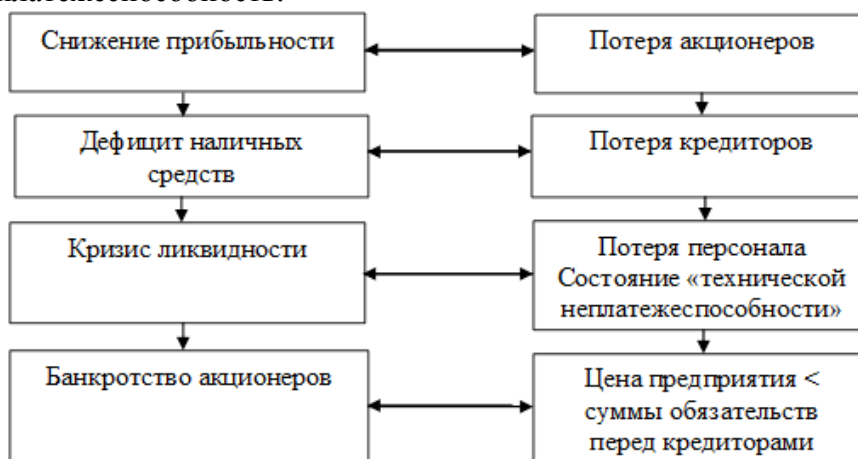 Снижение прибыльности
Потеря акционеров
Дефицит наличных
средств
Потеря кредиторов
Кризис ликвидности
Потеря персонала
Состояние «технической
неплатежеспособности»
Банкротство акционеров
Цена предприятия <
суммы обязательств
перед кредиторами